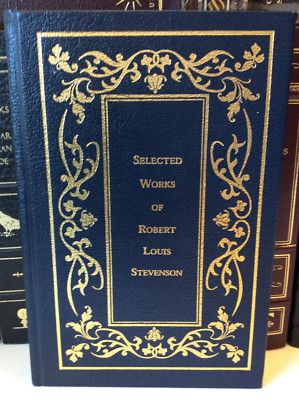 SELECTED
WORKS
OF
ROBERT
LOUIS
STEVENSON